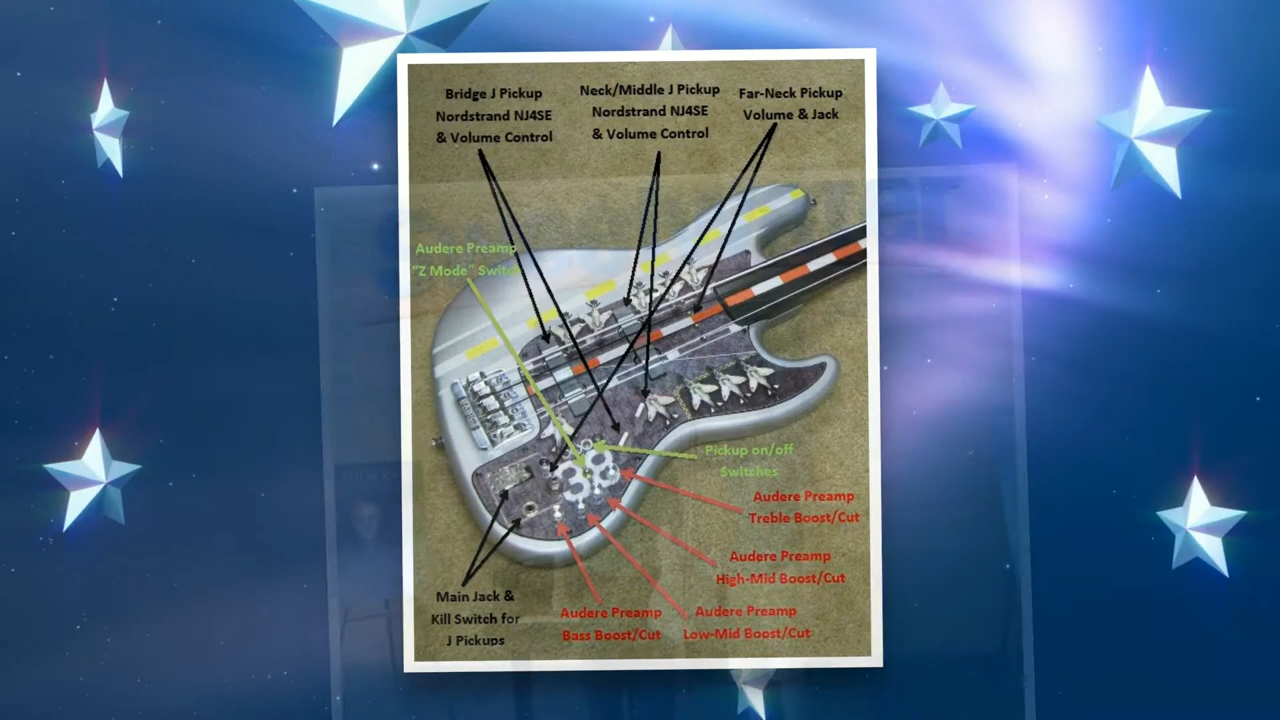 Bridge J Pickup
Nordstrand NJ4SE
& Volume Control
Neck/Middle J Pickup
Nordstrand NJ4SE
& Volume Control
Far-Neck Pickup
Volume & Jack
Audere Preamp
"Z Mode" Switch
38
Pickup on/off
Switches
Audere Preamp
Treble Boost/Cut
Audere Preamp
High-Mid Boost/Cut
Audere Preamp
Low-Mid Boost/Cut
Audere Preamp
Bass Boost/Cut
Main Jack &
Kill Switch for
J Pickups